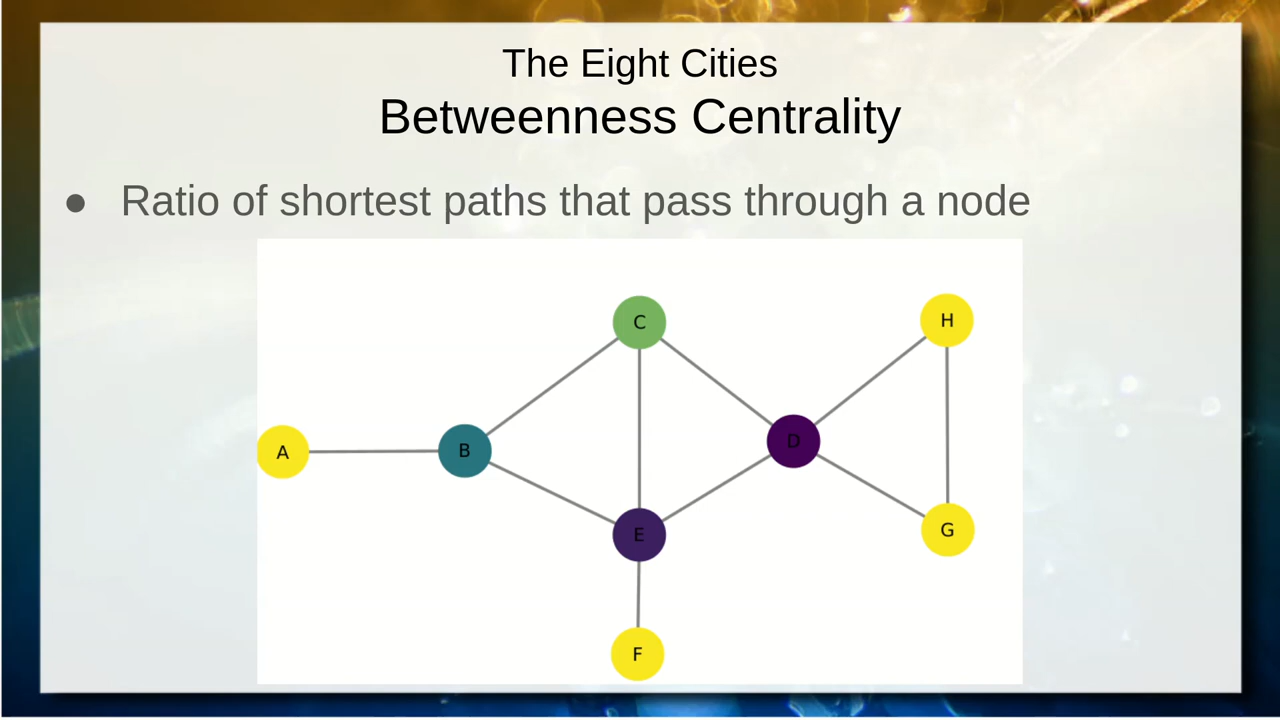 The Eight Cities
Betweenness Centrality
● Ratio of shortest paths that pass through a node
C
H
A
B
D
E
G
F